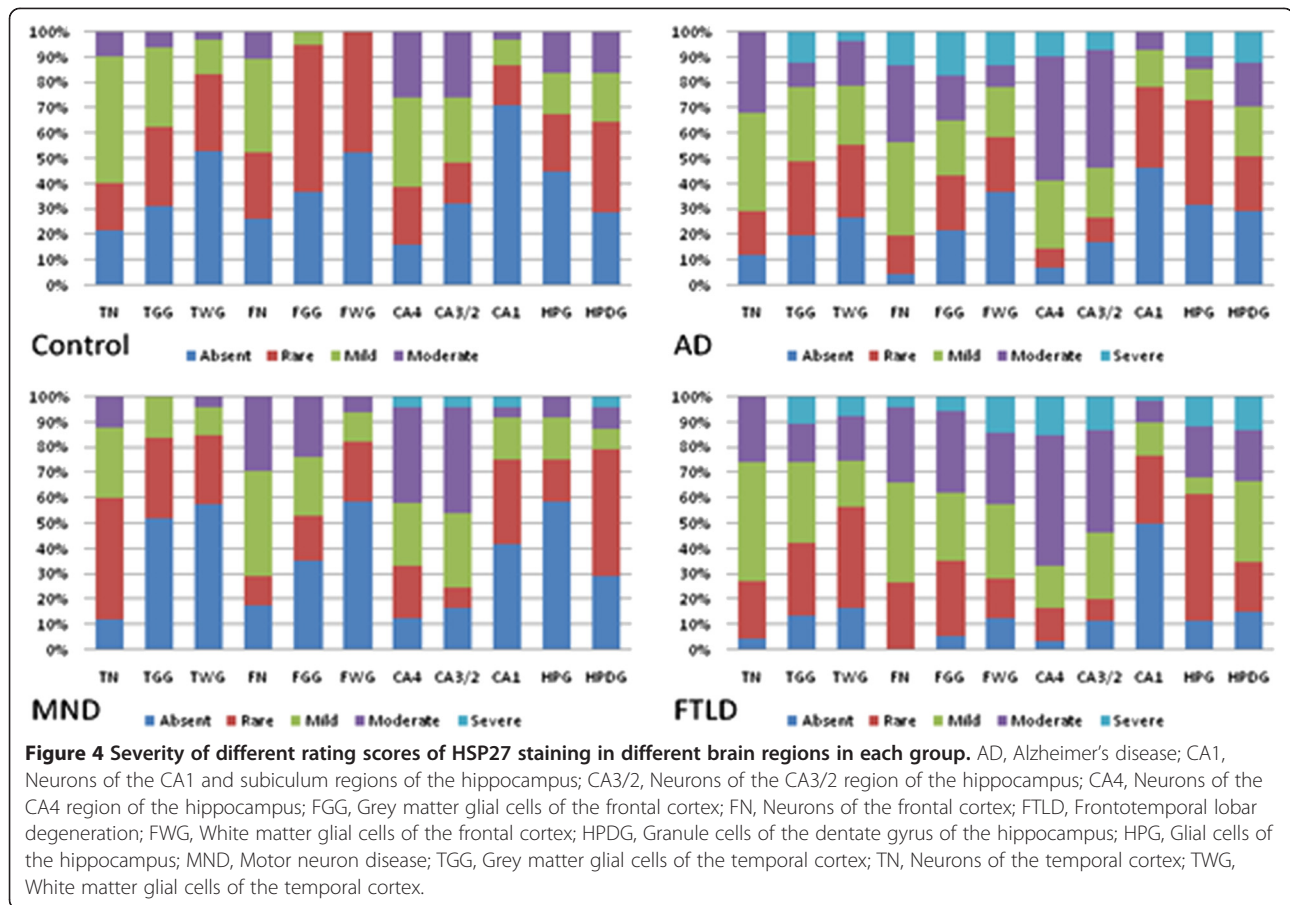 100% 100%
90% 90%
80% 80%
70% 70%
60% 60%
50% 50%
40% 40%
30% 30%
20% 20%
10% 10%
0% 0%
TN TGG TWG FN FGG FWG CA4 CA3/2 CA1 HPG HPDG
TN TGG TWG FN FGG FWG CA4 CA3/2 CA1 HPG HPDG
Control Absent Rare Mild Moderate
AD Absent Rare Mild Moderate Severe
100% 100%
90% 90%
80% 80%
70% 70%
60% 60%
50% 50%
40% 40%
30% 30%
20% 20%
10% 10%
0% 0%
TN TGG TWG FN FGG FWG CA4 CA3/2 CA1 HPG HPDG
TN TGG TWG FN FGG FWG CA4 CA3/2 CA1 HPG HPDG
MND Absent Rare Mild Moderate Severe
FTLD Absent Rare Mild Moderate Severe
Figure 4 Severity of different rating scores of HSP27 staining in different brain regions in each group. AD, Alzheimer's disease; CA1,
Neurons of the CA1 and subiculum regions of the hippocampus; CA3/2, Neurons of the CA3/2 region of the hippocampus; CA4, Neurons of the
CA4 region of the hippocampus; FGG, Grey matter glial cells of the frontal cortex; FN, Neurons of the frontal cortex; FTLD, Frontotemporal lobar
degeneration; FWG, White matter glial cells of the frontal cortex; HPDG, Granule cells of the dentate gyrus of the hippocampus; HPG, Glial cells of
the hippocampus; MND, Motor neuron disease; TGG, Grey matter glial cells of the temporal cortex; TN, Neurons of the temporal cortex; TWG,
White matter glial cells of the temporal cortex.